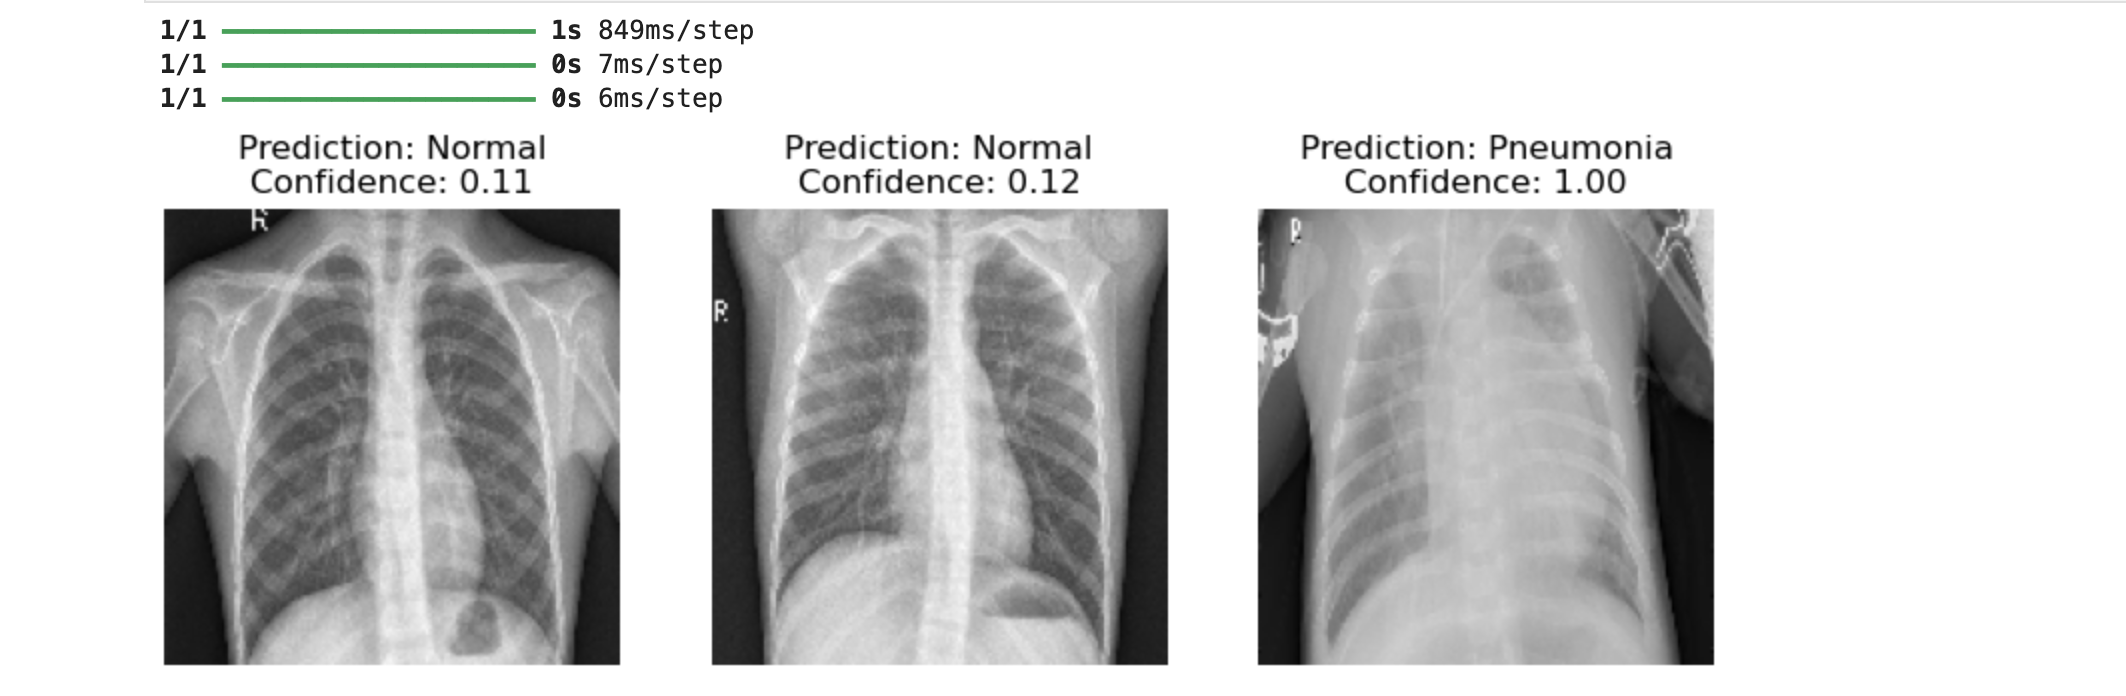 1/1 1s 849ms/step
1/1 0s 7ms/step
1/1 0s 6ms/step
Prediction: Normal
Confidence: 0.11
R
Prediction: Normal
Confidence: 0.12
R
Prediction: Pneumonia
Confidence: 1.00